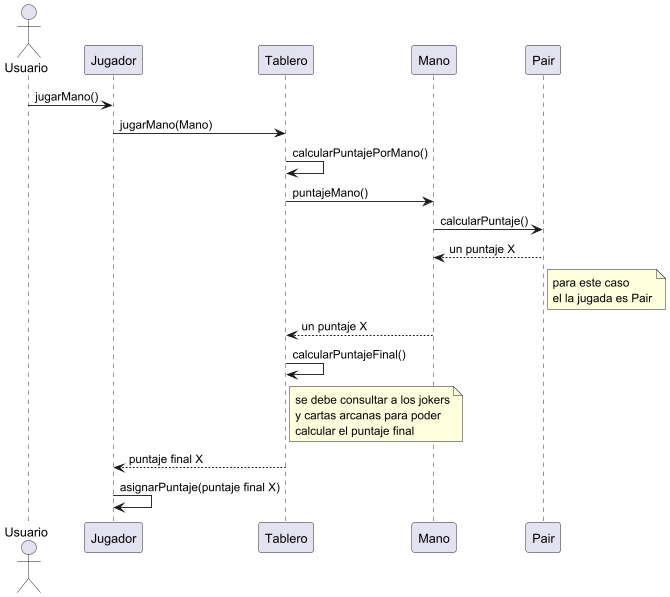 Usuario
Jugador
Tablero
Mano
Pair
jugarMano()
jugarMano(Mano)
calcularPuntajePorMano()
puntajeMano()
calcularPuntaje()
un puntaje X
para este caso
el la jugada es Pair
un puntaje X
calcularPuntajeFinal()
se debe consultar a los jokers
y cartas arcanas para poder
calcular el puntaje final
puntaje final X
asignarPuntaje(puntaje final X)
Usuario
Jugador
Tablero
Mano
Pair